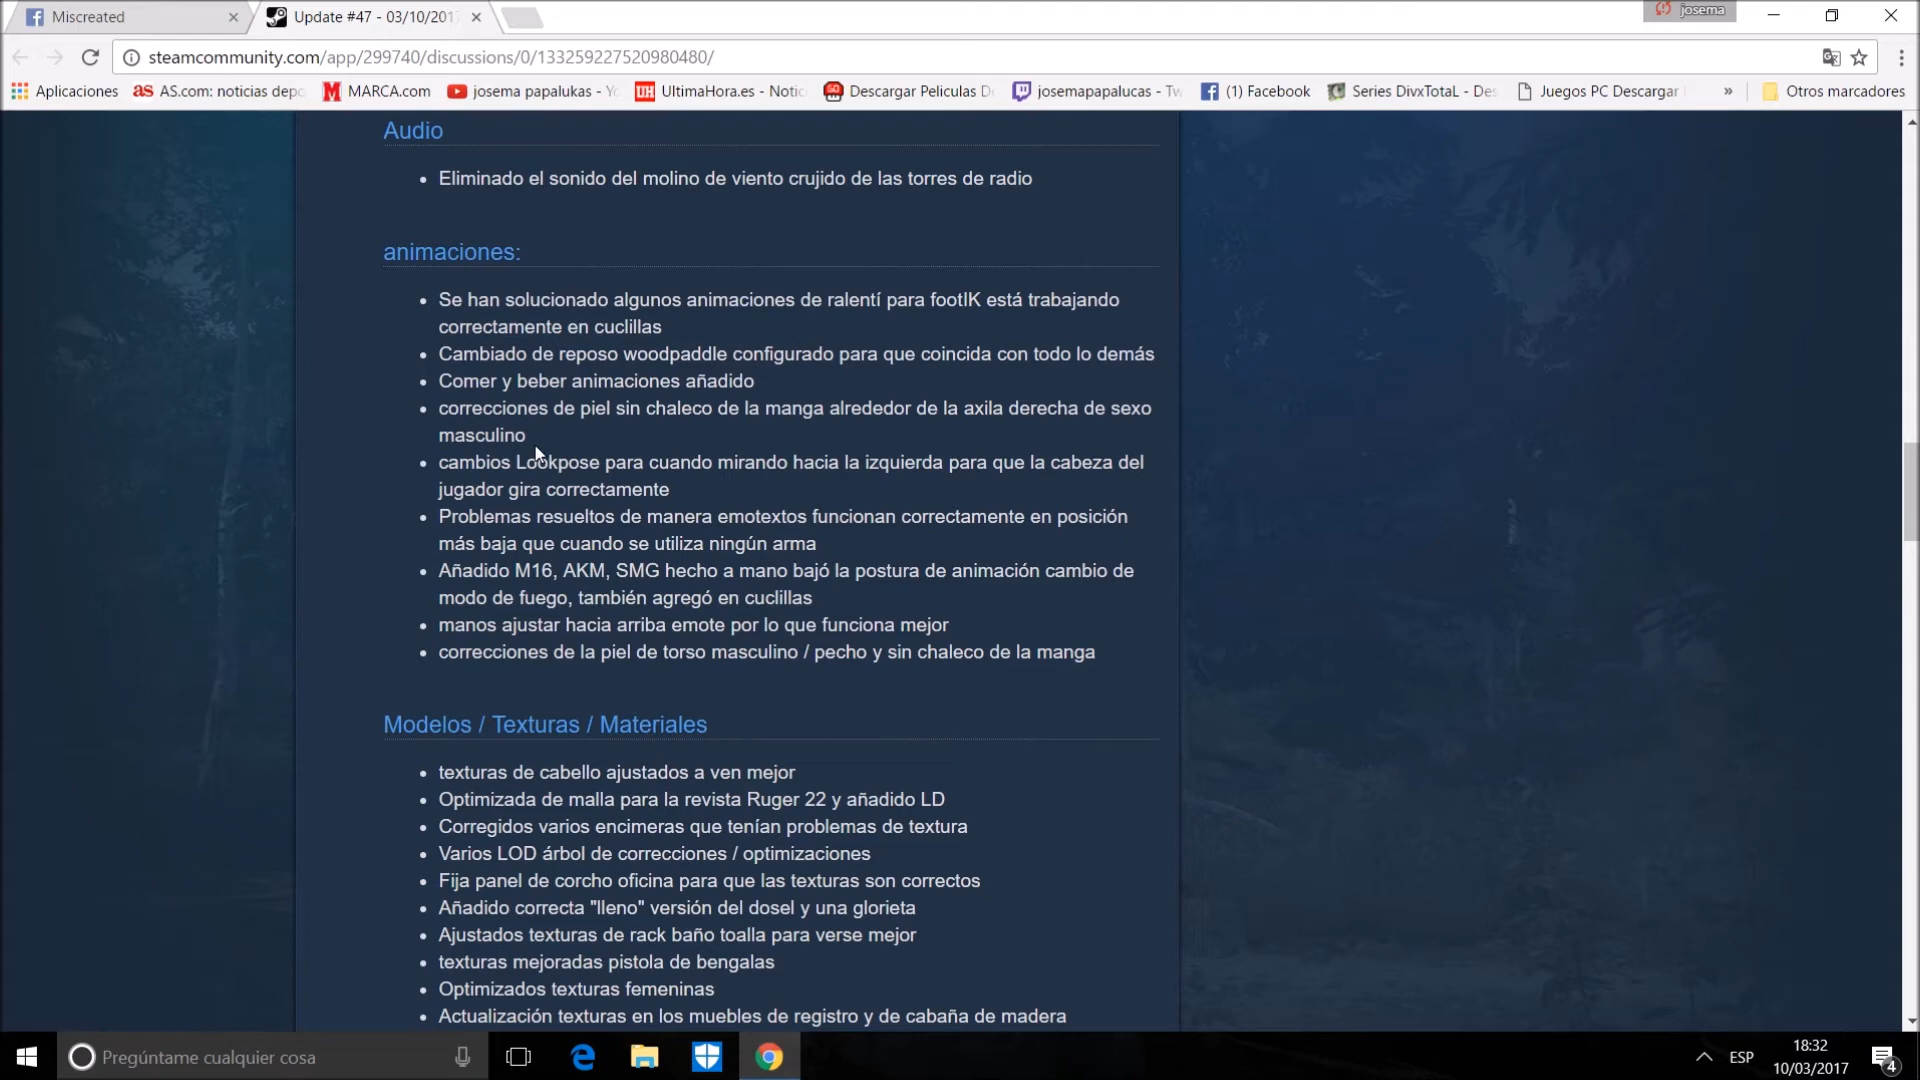 Miscreated
Update #47 - 03/10/201
josema
steamcommunity.com/app/299740/discussions/0/133259227520980480/
Aplicaciones
AS.com: noticias depo
MARCA.com
josema papalukas - Yo
UltimaHora.es - Notic
Descargar Peliculas D
josemapapalucas - Tw
(1) Facebook
Series DivxTotaL - Des
Juegos PC Descargar
»
Otros marcadores
Audio
• Eliminado el sonido del molino de viento crujido de las torres de radio
animaciones:
• Se han solucionado algunos animaciones de ralentí para footIK está trabajando
correctamente en cuclillas
• Cambiado de reposo woodpaddle configurado para que coincida con todo lo demás
• Comer y beber animaciones añadido
• correcciones de piel sin chaleco de la manga alrededor de la axila derecha de sexo
masculino
• cambios Lookpose para cuando mirando hacia la izquierda para que la cabeza del
jugador gira correctamente
• Problemas resueltos de manera emotextos funcionan correctamente en posición
más baja que cuando se utiliza ningún arma
• Añadido M16, AKM, SMG hecho a mano bajó la postura de animación cambio de
modo de fuego, también agregó en cuclillas
• manos ajustar hacia arriba emote por lo que funciona mejor
• correcciones de la piel de torso masculino / pecho y sin chaleco de la manga
Modelos / Texturas / Materiales
• texturas de cabello ajustados a ven mejor
• Optimizada de malla para la revista Ruger 22 y añadido LD
• Corregidos varios encimeras que tenían problemas de textura
• Varios LOD árbol de correcciones / optimizaciones
• Fija panel de corcho oficina para que las texturas son correctos
• Añadido correcta "lleno" versión del dosel y una glorieta
• Ajustados texturas de rack baño toalla para verse mejor
• texturas mejoradas pistola de bengalas
• Optimizados texturas femeninas
• Actualización texturas en los muebles de registro y de cabaña de madera
Pregúntame cualquier cosa
ESP
18:32
10/03/2017
4